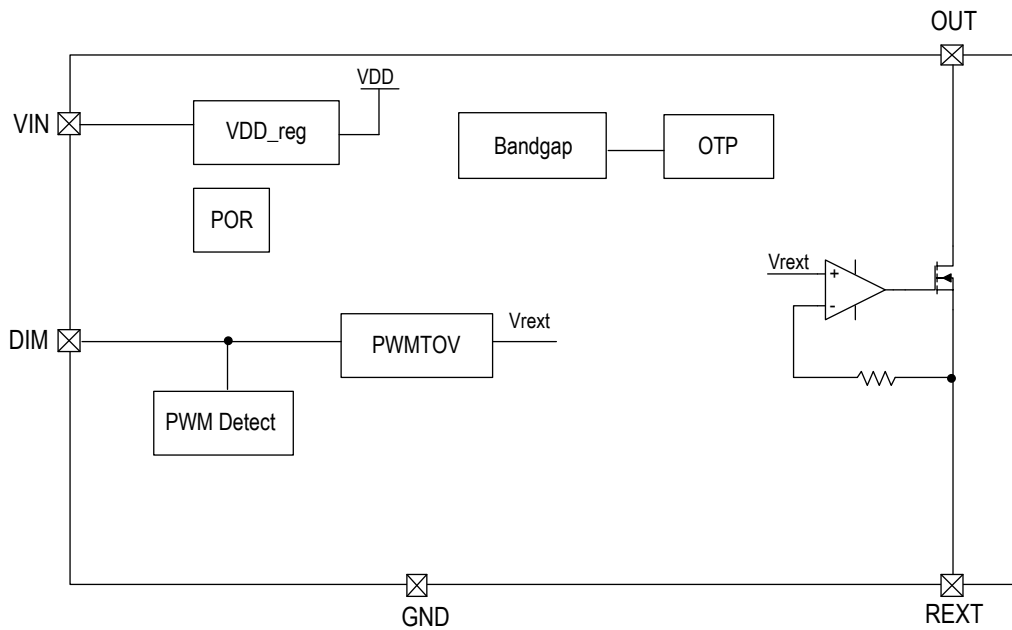 OUT
VDD
VIN
VDD_reg
Bandgap
OTP
POR
Vrext
+
-
DIM
PWMTOV
Vrext
PWM Detect
GND
REXT